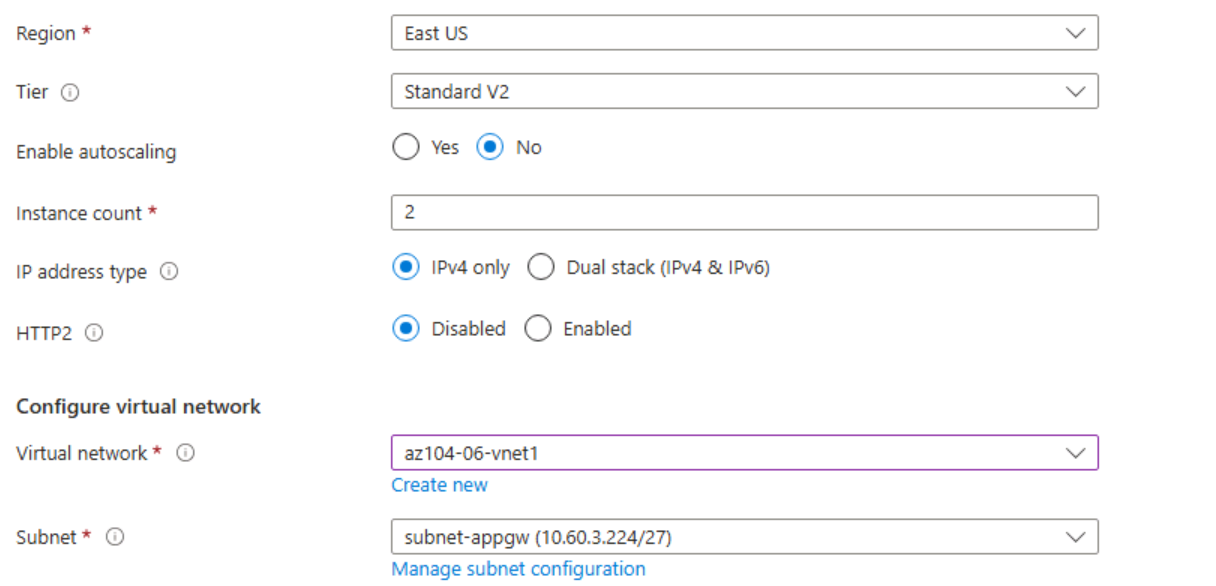 Region * East US
Tier Standard V2
Enable autoscaling Yes No
Instance count * 2
IP address type IPv4 only Dual stack (IPv4 & IPv6)
HTTP2 Disabled Enabled
Configure virtual network
Virtual network * az104-06-vnet1
Create new
Subnet * subnet-appgw (10.60.3.224/27)
Manage subnet configuration